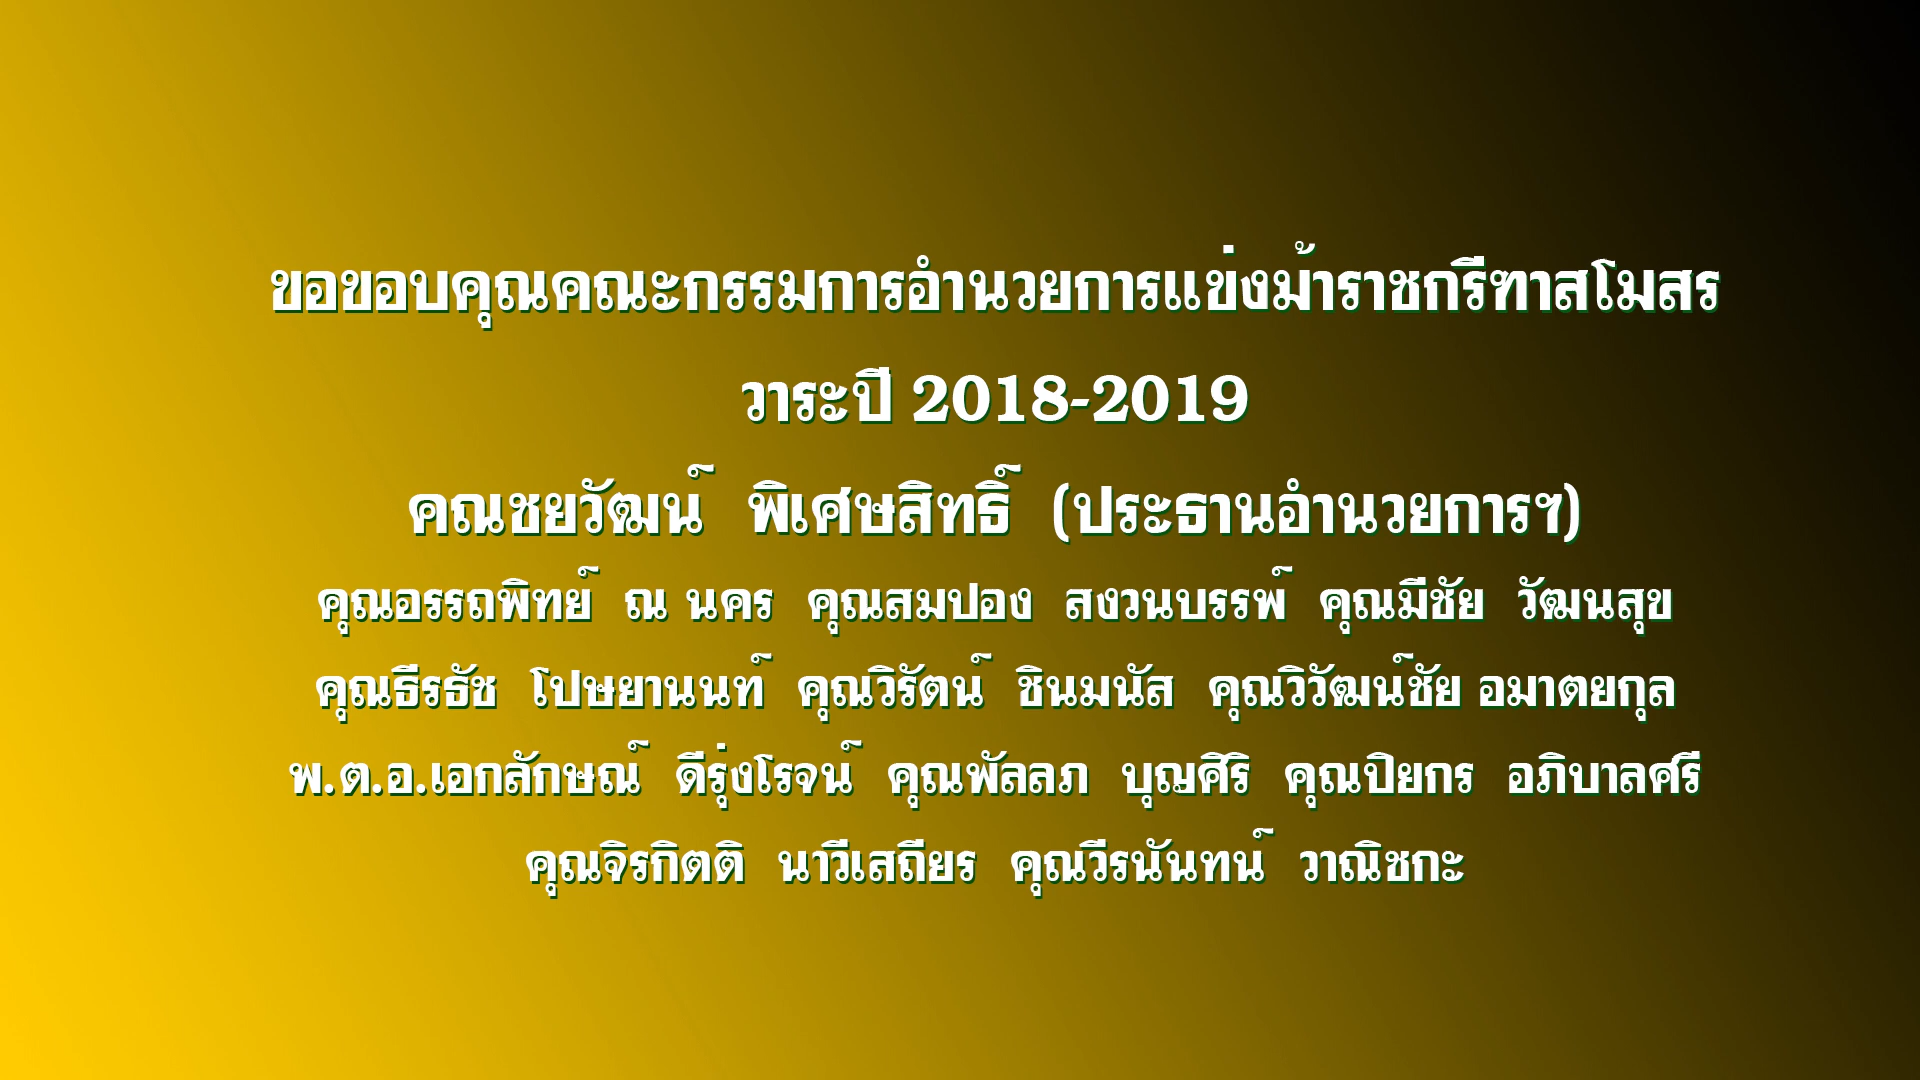 ขอขอบคุณคณะกรรมการอำนวยการแข่งม้าราชกรีฑาสโมสร
วาระปี 2018-2019
คณชยวัฒน์ พิเศษสิทธิ์ (ประธานอำนวยการฯ)
คุณอรรถพิทย์ ณ นคร คุณสมปอง สงวนบรรพ์ คุณมีชัย วัฒนสุข
คุณธีรธัช โปษยานนท์ คุณวิรัตน์ ชินมนัส คุณวิวัฒน์ชัย อมาตยกุล
พ.ต.อ.เอกลักษณ์ ดีรุ่งโรจน์ คุณพัลลภ บุญศิริ คุณปิยกร อภิบาลศรี
คุณจิรกิตติ นาวีเสถียร คุณวีรนันทน์ วาณิชกะ